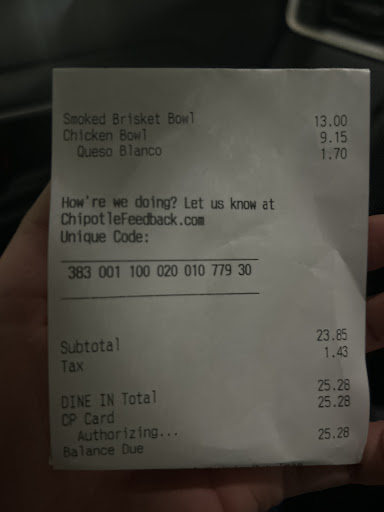 Smoked Brisket Bowl 13.00
Chicken Bowl 9.15
Queso Blanco 1.70
How're we doing? Let us know at
ChipotleFeedback.com
Unique Code:
383 001 100 020 010 779 30
Subtotal 23.85
Tax 1.43
DINE IN Total 25.28
CP Card 25.28
Authorizing...
Balance Due 25.28